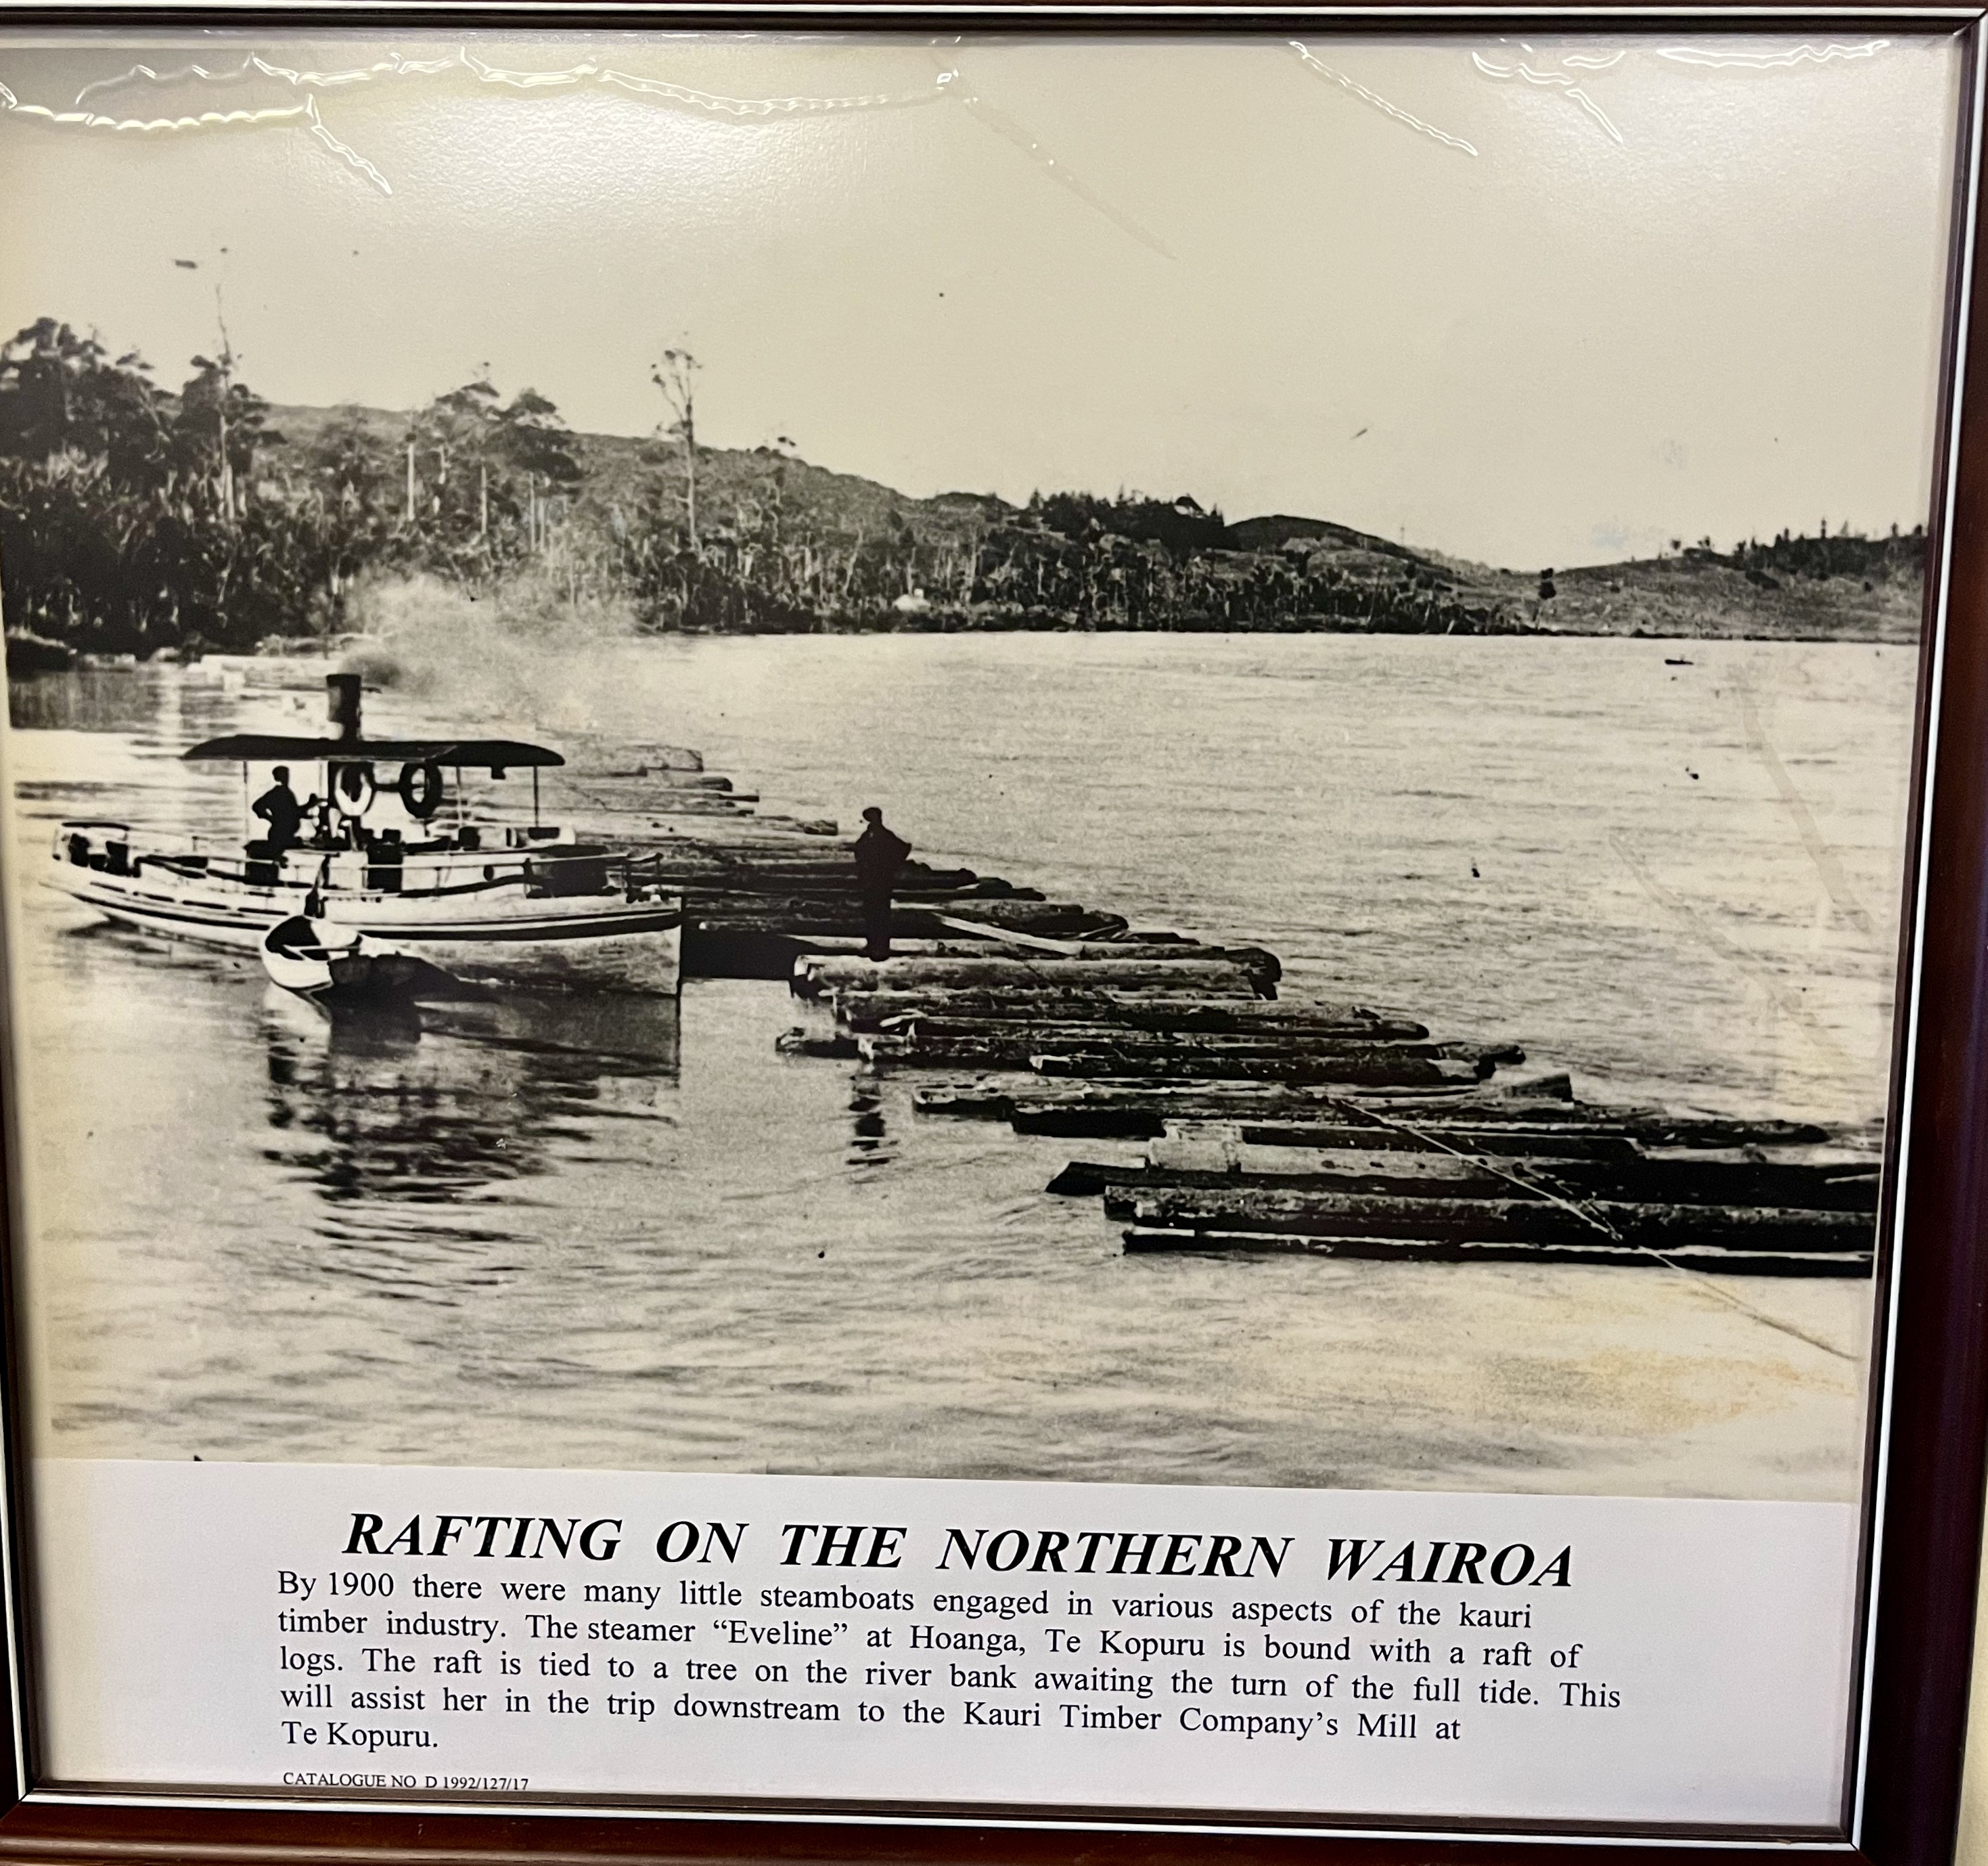 RAFTING ON THE NORTHERN WAIROA
By 1900 there were many little steamboats engaged in various aspects of the kauri
timber industry. The steamer “Eveline” at Hoanga, Te Kopuru is bound with a raft of
logs. The raft is tied to a tree on the river bank awaiting the turn of the full tide. This
will assist her in the trip downstream to the Kauri Timber Company’s Mill at
Te Kopuru.
CATALOGUE NO D 1992/127/17